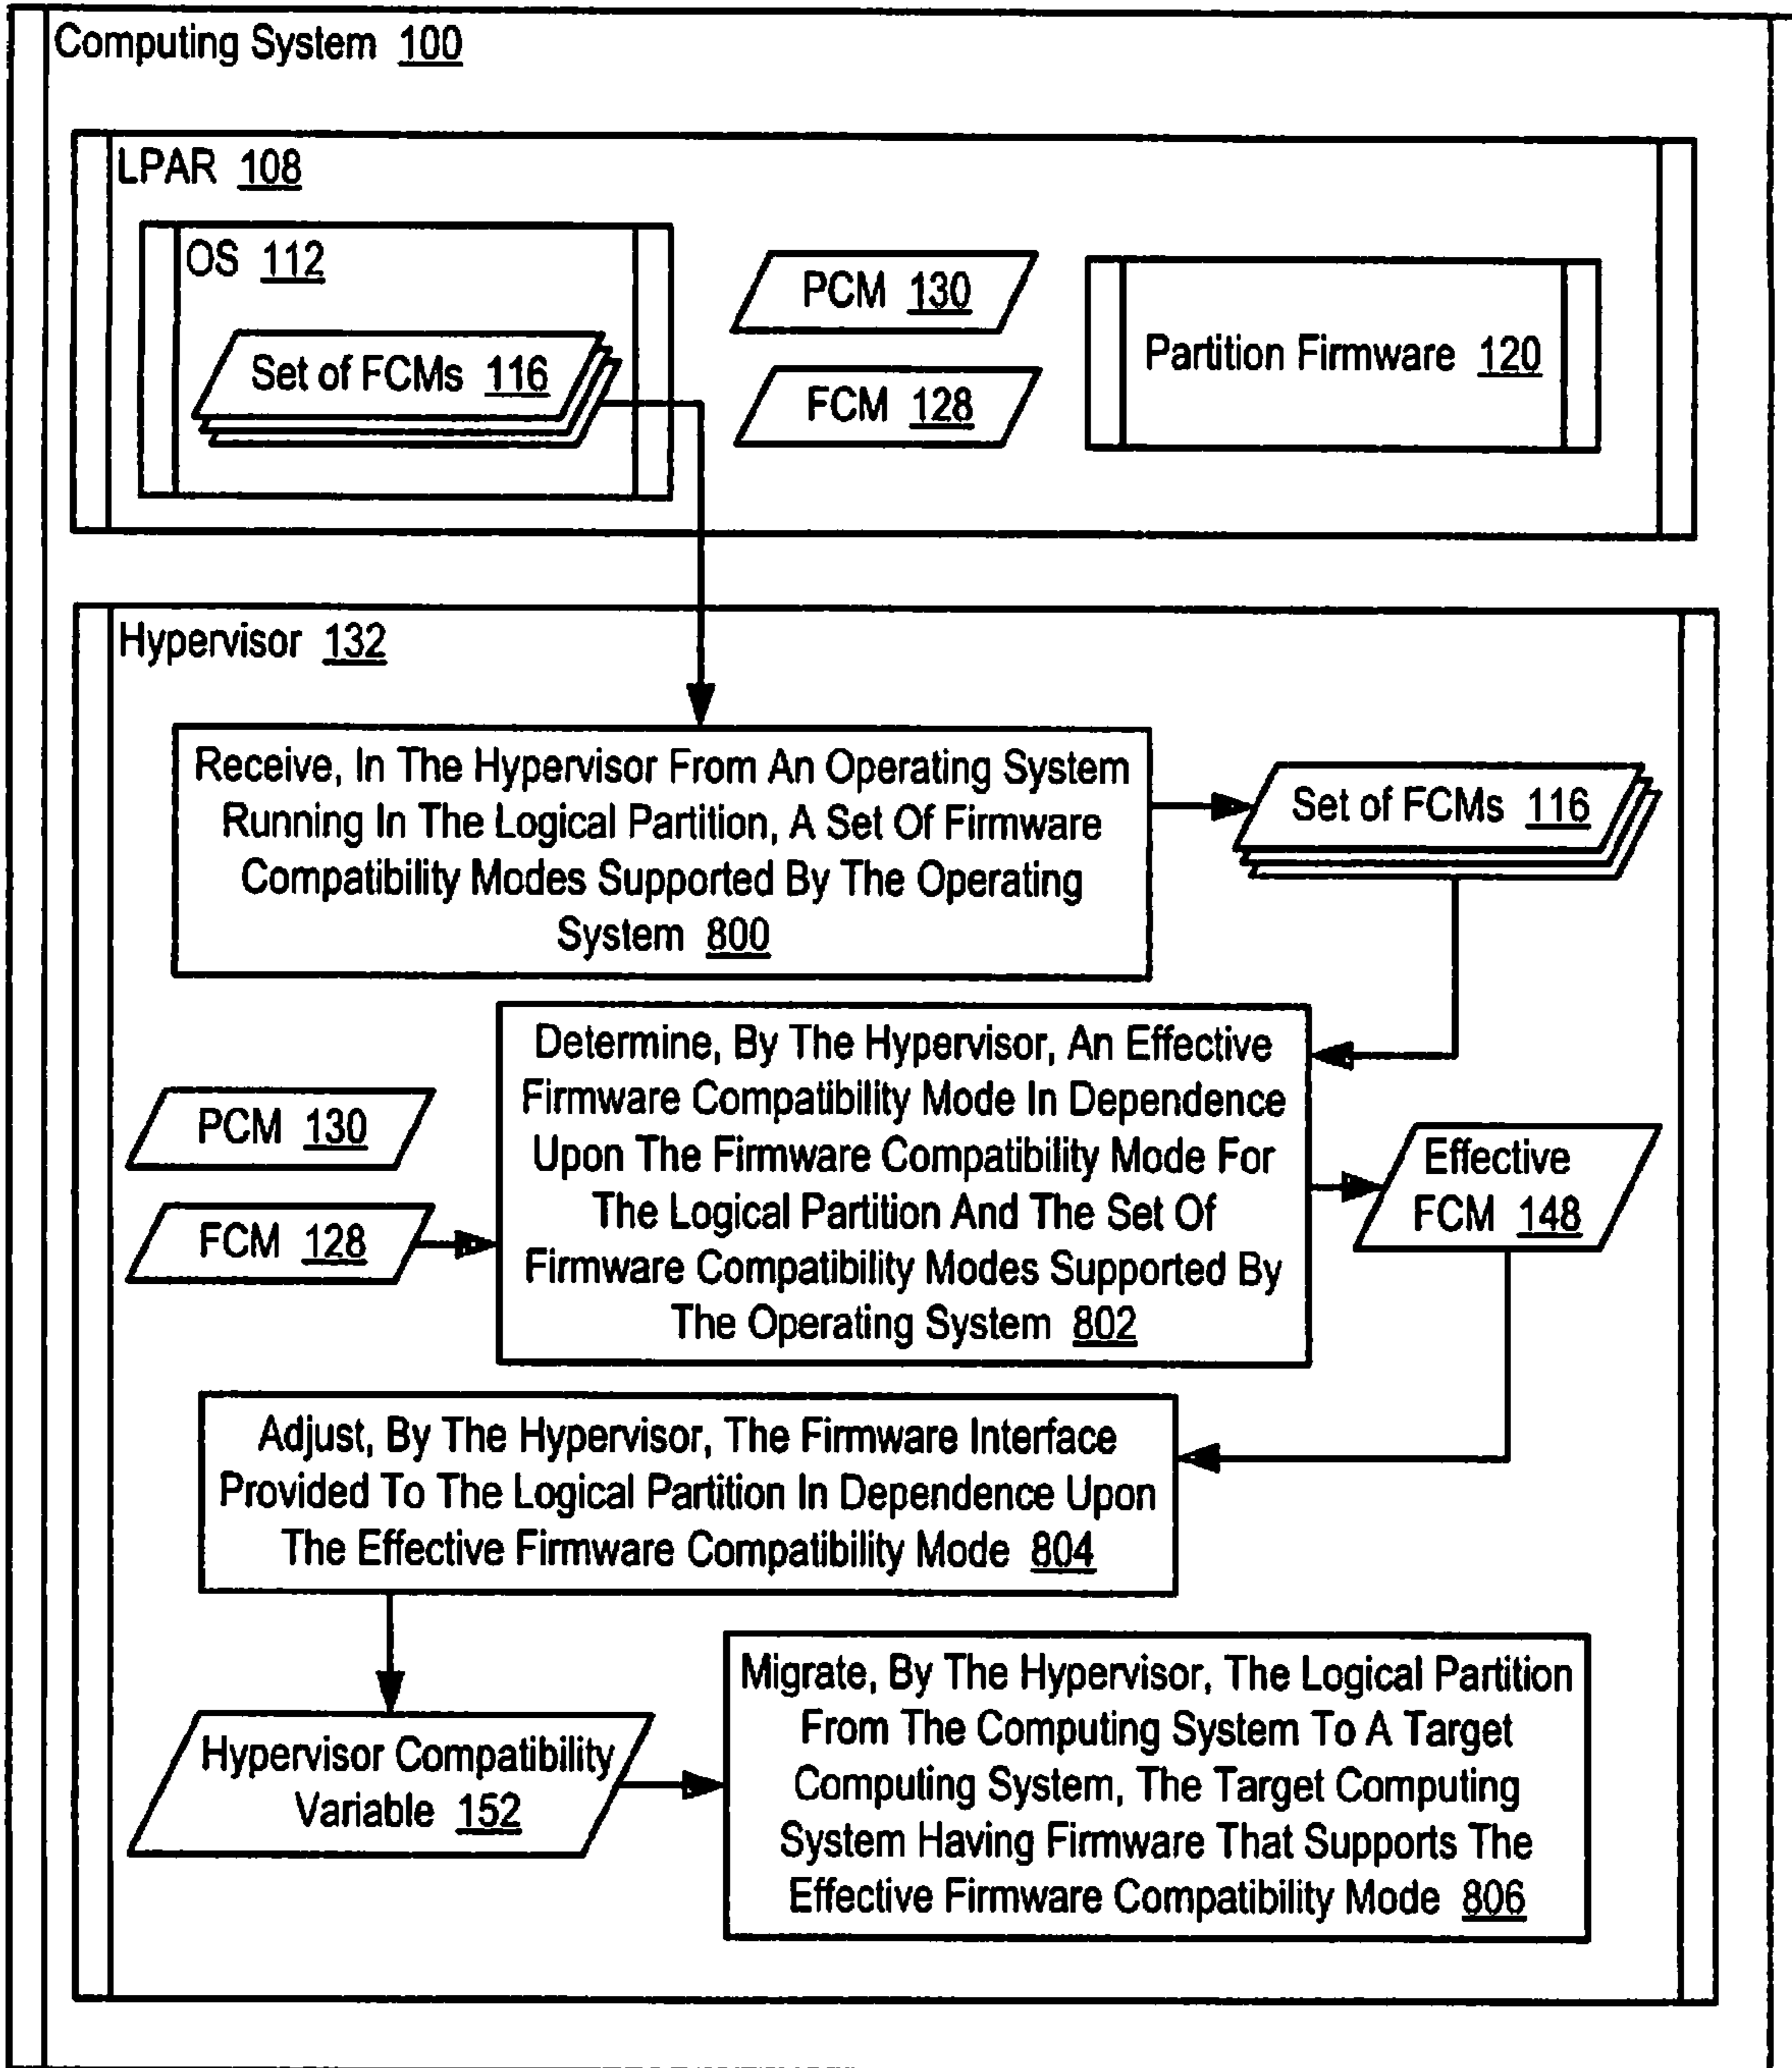 Computing System 100
LPAR 108
OS 112
Set of FCMs 116
PCM 130
FCM 128
Partition Firmware 120
Hypervisor 132
Receive, In The Hypervisor From An Operating System
Running In The Logical Partition, A Set Of Firmware
Compatibility Modes Supported By The Operating
System 800
Set of FCMs 116
Determine, By The Hypervisor, An Effective
Firmware Compatibility Mode In Dependence
Upon The Firmware Compatibility Mode For
The Logical Partition And The Set Of
Firmware Compatibility Modes Supported By
The Operating System 802
PCM 130
FCM 128
Effective
FCM 148
Adjust, By The Hypervisor, The Firmware Interface
Provided To The Logical Partition In Dependence Upon
The Effective Firmware Compatibility Mode 804
Hypervisor Compatibility
Variable 152
Migrate, By The Hypervisor, The Logical Partition
From The Computing System To A Target
Computing System, The Target Computing
System Having Firmware That Supports The
Effective Firmware Compatibility Mode 806